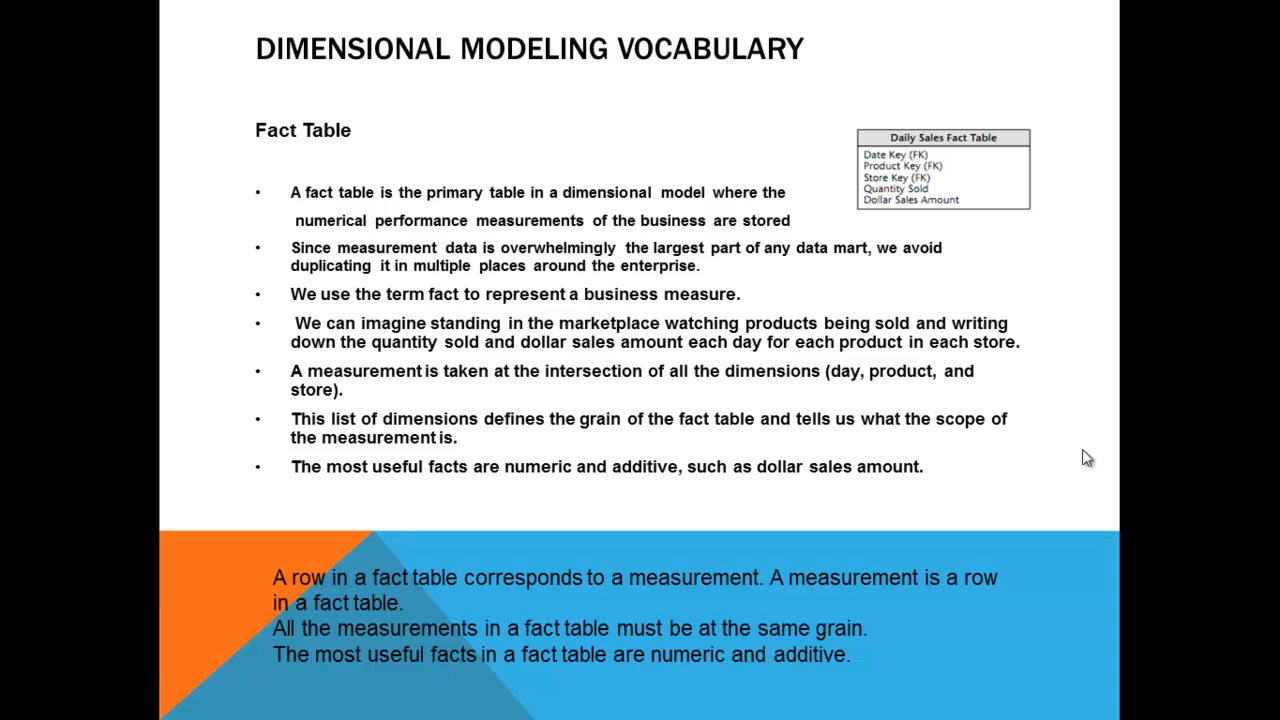 DIMENSIONAL MODELING VOCABULARY
Fact Table
Daily Sales Fact Table
Date Key (FK)
Product Key (FK)
Store Key (FK)
Quantity Sold
Dollar Sales Amount
• A fact table is the primary table in a dimensional model where the
numerical performance measurements of the business are stored
• Since measurement data is overwhelmingly the largest part of any data mart, we avoid
duplicating it in multiple places around the enterprise.
• We use the term fact to represent a business measure.
• We can imagine standing in the marketplace watching products being sold and writing
down the quantity sold and dollar sales amount each day for each product in each store.
• A measurement is taken at the intersection of all the dimensions (day, product, and
store).
• This list of dimensions defines the grain of the fact table and tells us what the scope of
the measurement is.
• The most useful facts are numeric and additive, such as dollar sales amount.
A row in a fact table corresponds to a measurement. A measurement is a row
in a fact table.
All the measurements in a fact table must be at the same grain.
The most useful facts in a fact table are numeric and additive.